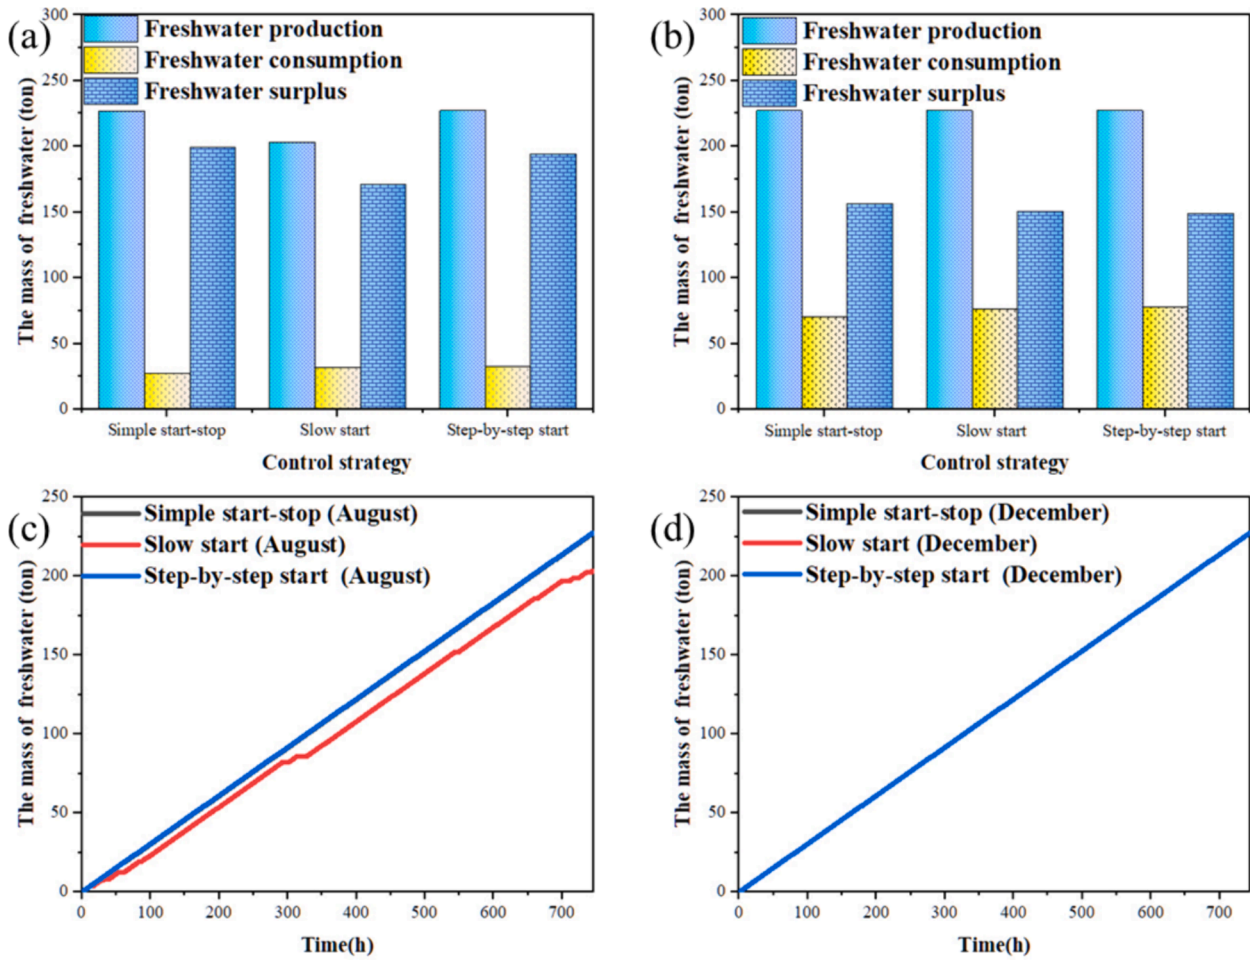 (a)
Freshwater production
Freshwater consumption
Freshwater surplus
The mass of freshwater (ton)
300
250
200
150
100
50
0
Simple start-stop
Slow start
Step-by-step start
Control strategy
(b)
Freshwater production
Freshwater consumption
Freshwater surplus
The mass of freshwater (ton)
300
250
200
150
100
50
0
Simple start-stop
Slow start
Step-by-step start
Control strategy
(c)
Simple start-stop (August)
Slow start (August)
Step-by-step start (August)
The mass of freshwater (ton)
250
200
150
100
50
0
0 100 200 300 400 500 600 700
Time(h)
(d)
Simple start-stop (December)
Slow start (December)
Step-by-step start (December)
The mass of freshwater (ton)
250
200
150
100
50
0
0 100 200 300 400 500 600 700
Time(h)